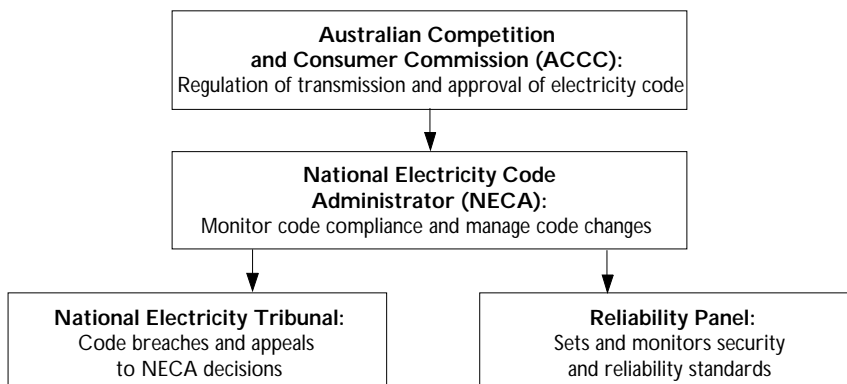 Australian Competition
and Consumer Commission (ACCC):
Regulation of transmission and approval of electricity code
National Electricity Code
Administrator (NECA):
Monitor code compliance and manage code changes
National Electricity Tribunal:
Code breaches and appeals
to NECA decisions
Reliability Panel:
Sets and monitors security
and reliability standards